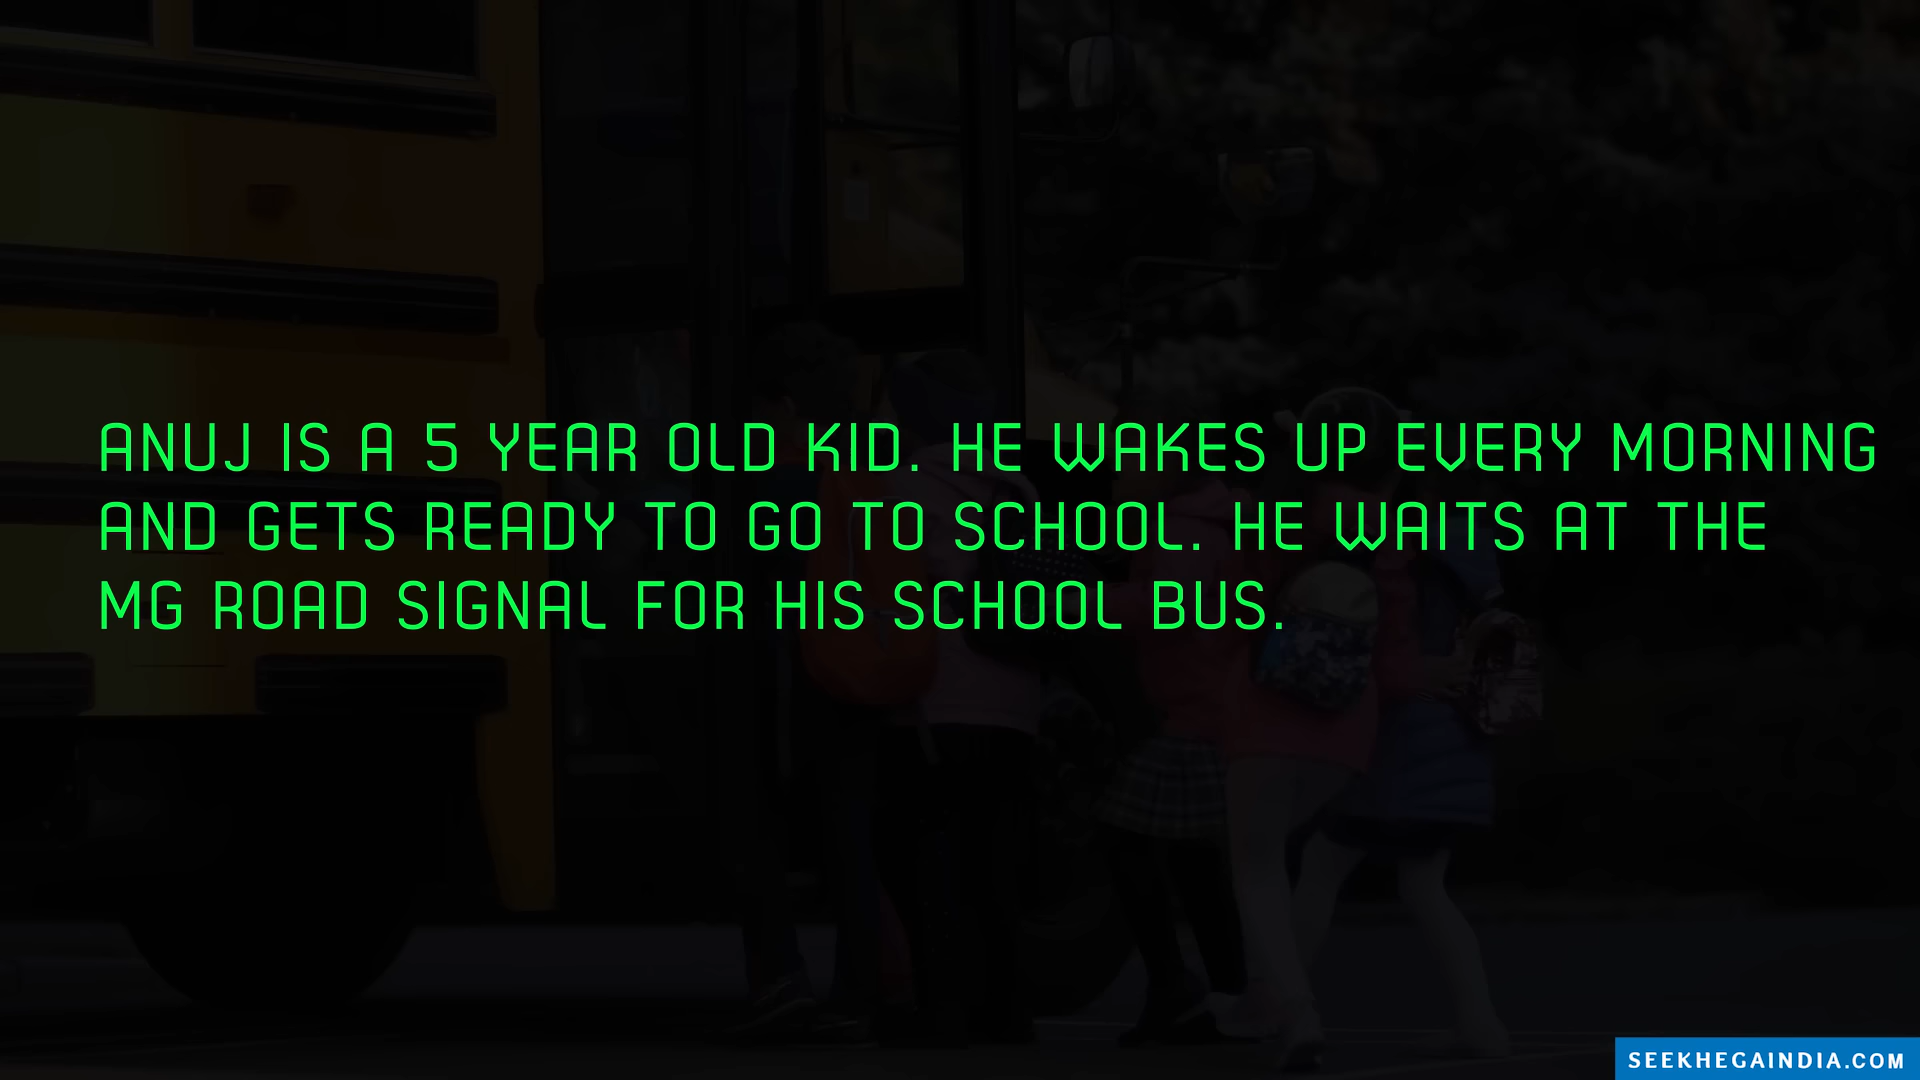 ANUJ IS A 5 YEAR OLD KID. HE WAKES UP EVERY MORNING
AND GETS READY TO GO TO SCHOOL. HE WAITS AT THE
MG ROAD SIGNAL FOR HIS SCHOOL BUS.
SEEKHEGAINDIA.COM